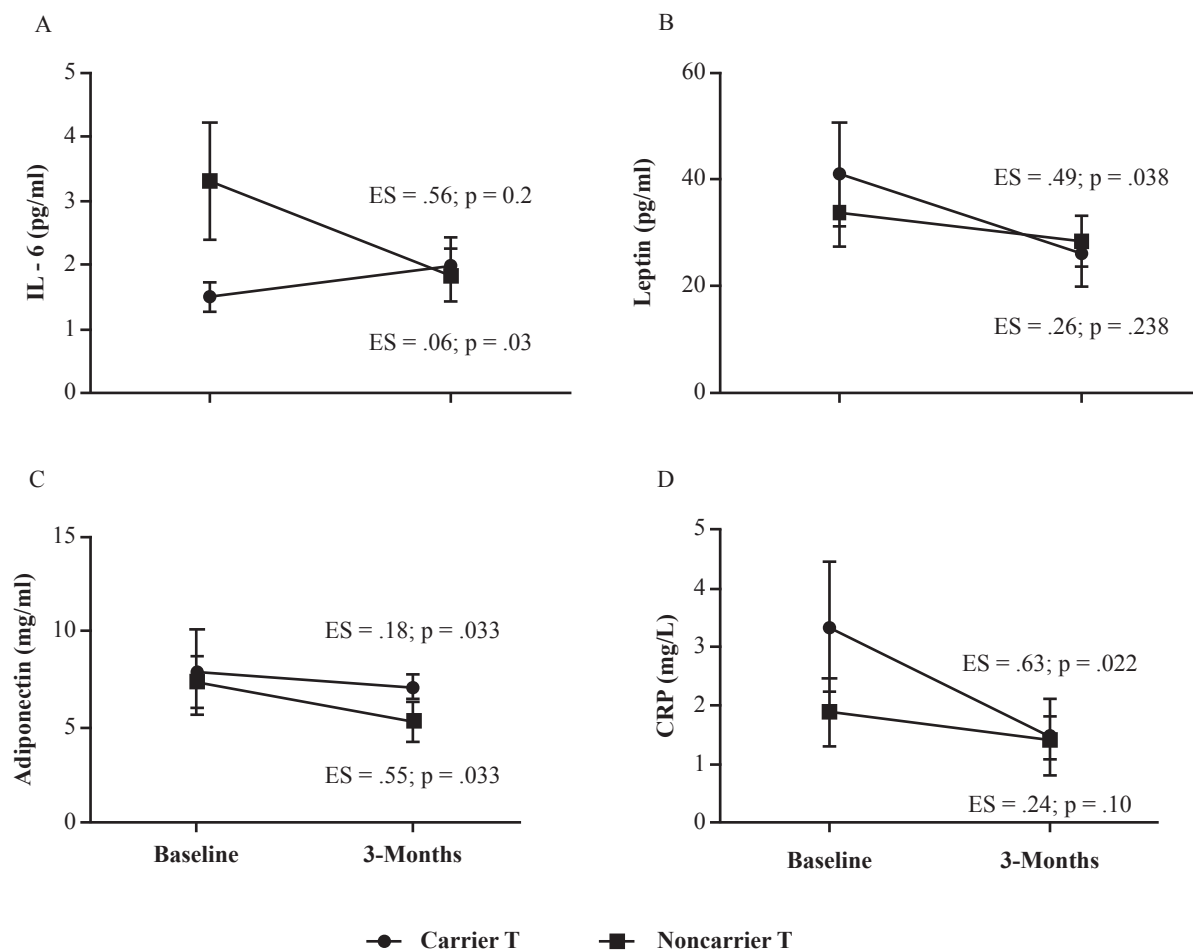 A
5
4
3
2
1
0
IL - 6 (pg/ml)
ES = .56; p = 0.2
ES = .06; p = .03
B
60
40
20
0
Leptin (pg/ml)
ES = .49; p = .038
ES = .26; p = .238
C
15
10
5
0
Adiponectin (mg/ml)
ES = .18; p = .033
ES = .55; p = .033
Baseline
3-Months
D
5
4
3
2
1
0
CRP (mg/L)
ES = .63; p = .022
ES = .24; p = .10
Baseline
3-Months
Carrier T
Noncarrier T